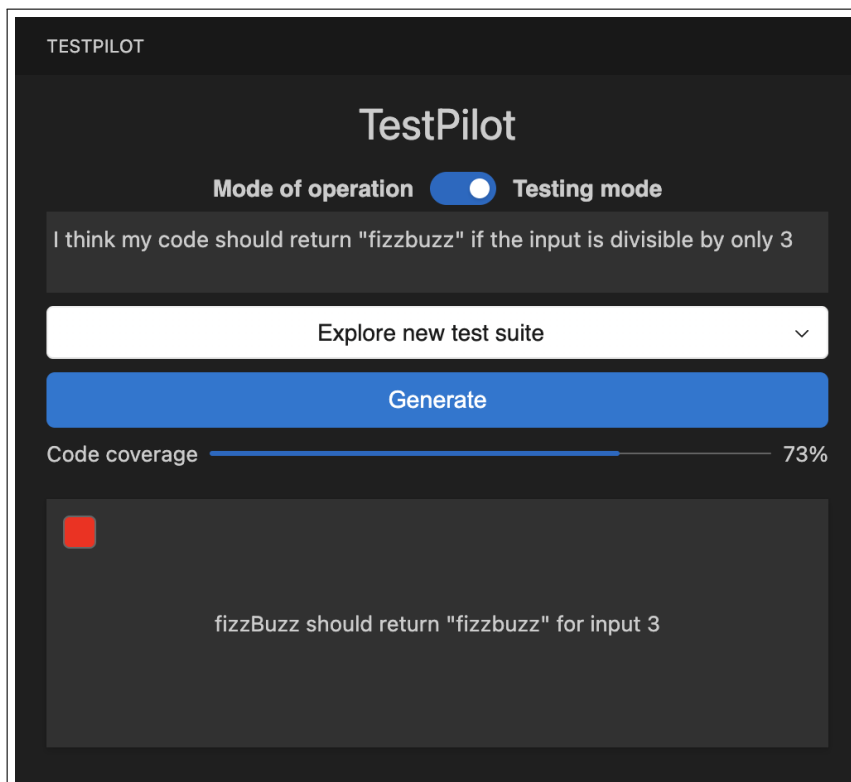 TESTPILOT
TestPilot
Mode of operation Testing mode
I think my code should return "fizzbuzz" if the input is divisible by only 3
Explore new test suite
Generate
Code coverage 73%
fizzBuzz should return "fizzbuzz" for input 3